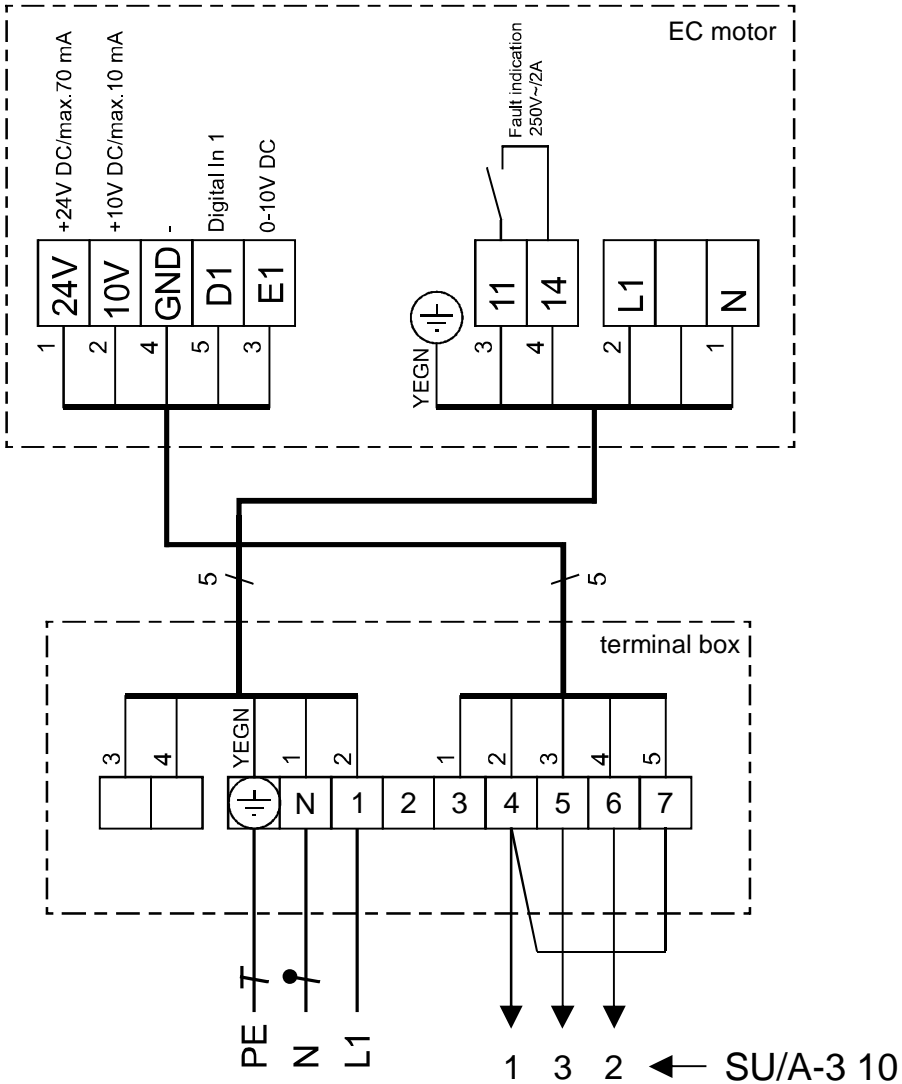 EC motor
+24V DC/max.70 mA
+10V DC/max.10 mA
-
Digital In 1
0-10V DC
Fault indication
250V~/2A
24V
10V
GND
D1
E1
11
14
L1
N
1
2
4
5
3
YEGN
3
4
2
1
5
5
terminal box
3
4
YEGN
1
2
1
2
3
4
5
N
1
2
3
4
5
6
7
PE
N
L1
1 3 2 SU/A-3 10